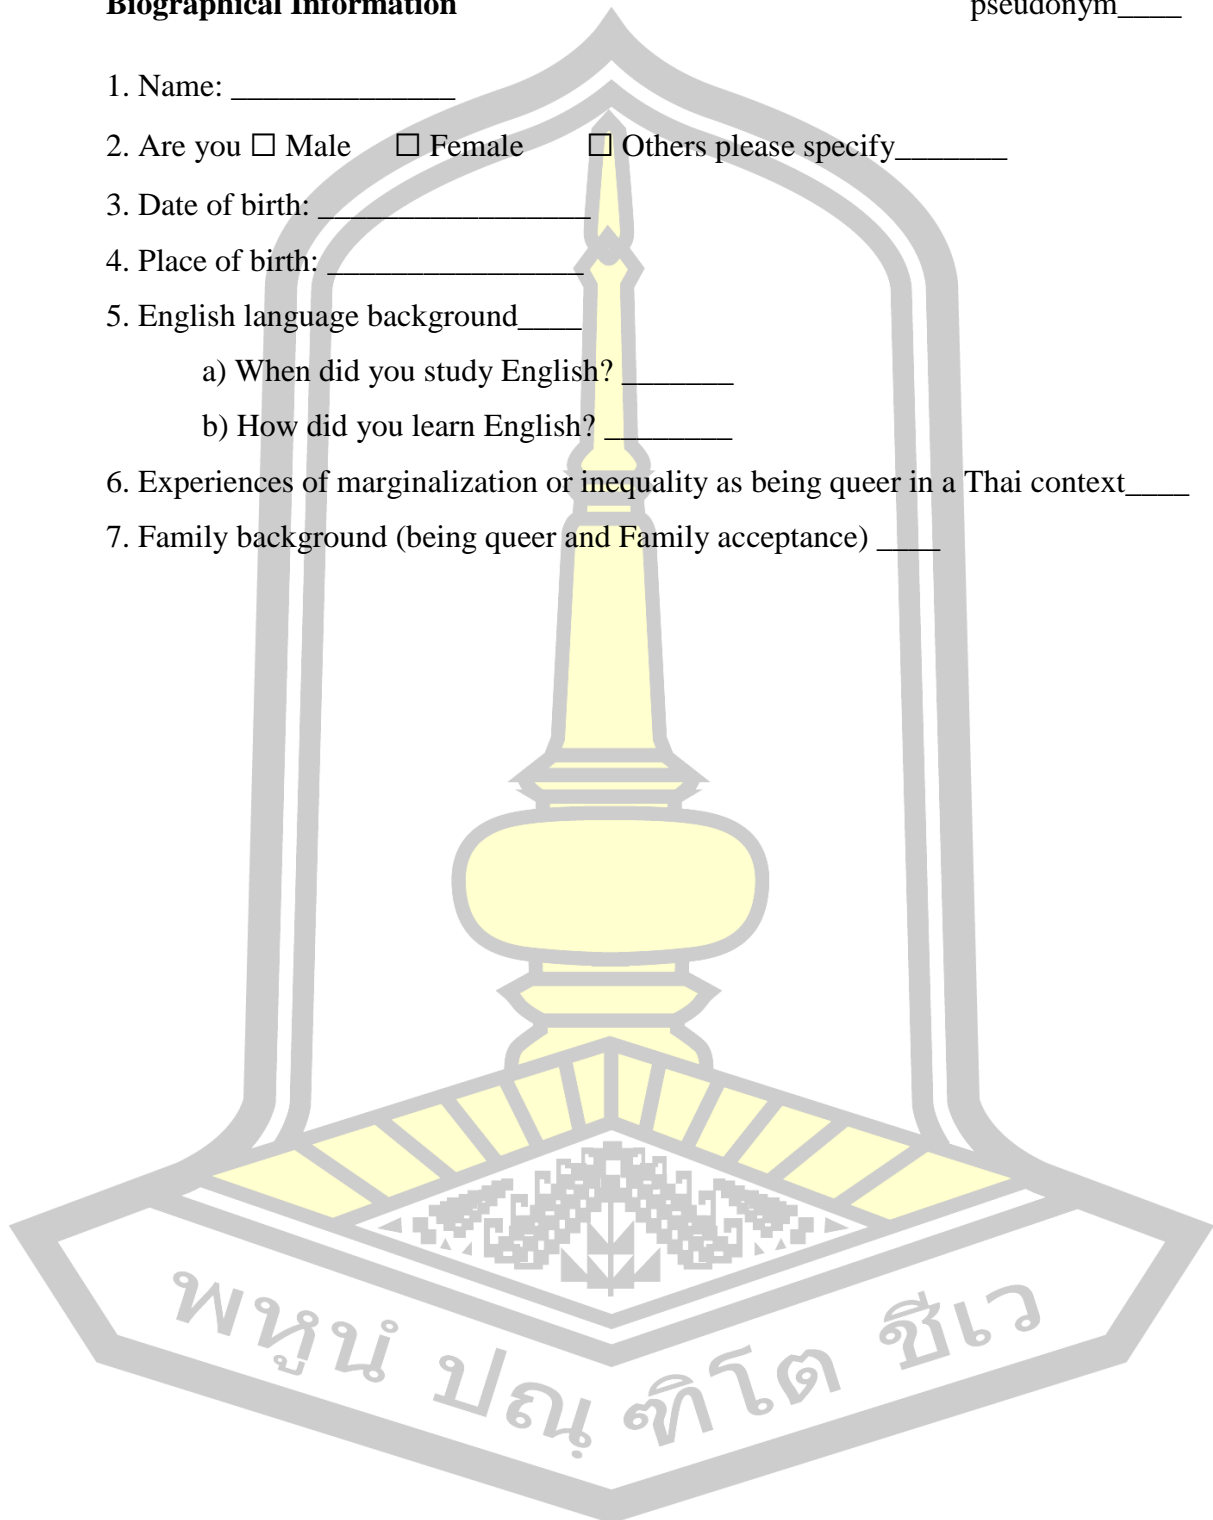 Biographical Information pseudonym____
1. Name: ______________
2. Are you ☐ Male ☐ Female ☐ Others please specify_______
3. Date of birth: _________________
4. Place of birth: ________________
5. English language background____
a) When did you study English? _______
b) How did you learn English? ________
6. Experiences of marginalization or inequality as being queer in a Thai context____
7. Family background (being queer and Family acceptance) ____
พหูนํ ปณฺฑิโต ชีเว